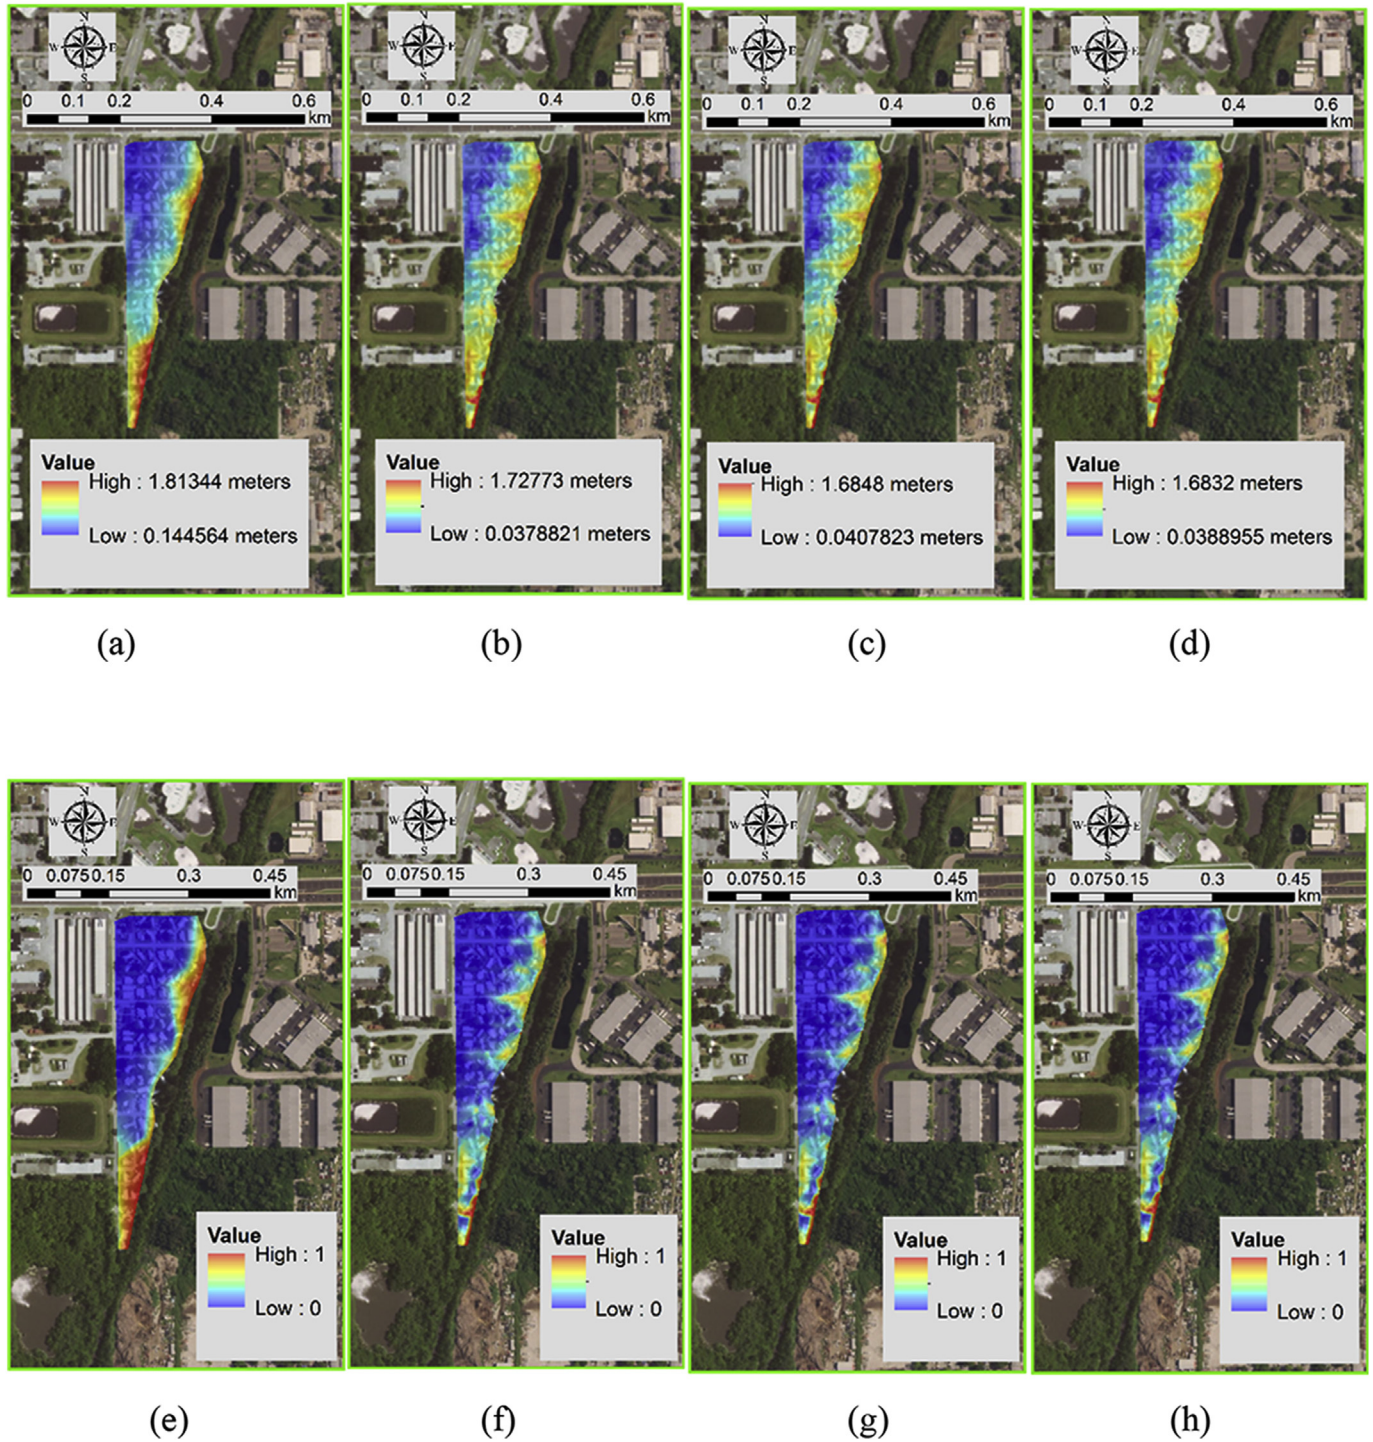 N N N N
W E W E W E W E
S S S S
0 0.1 0.2 0.4 0.6 0 0.1 0.2 0.4 0.6 0 0.1 0.2 0.4 0.6 0 0.1 0.2 0.4 0.6
km km km km
Value Value Value Value
High : 1.81344 meters High : 1.72773 meters High : 1.6848 meters High : 1.6832 meters
Low : 0.144564 meters Low : 0.0378821 meters Low : 0.0407823 meters Low : 0.0388955 meters
(a) (b) (c) (d)
N N N N
W E W E W E W E
S S S S
0 0.075 0.15 0.3 0.45 0 0.075 0.15 0.3 0.45 0 0.075 0.15 0.3 0.45 0 0.075 0.15 0.3 0.45
km km km km
Value Value Value Value
High : 1 High : 1 High : 1 High : 1
Low : 0 Low : 0 Low : 0 Low : 0
(e) (f) (g) (h)